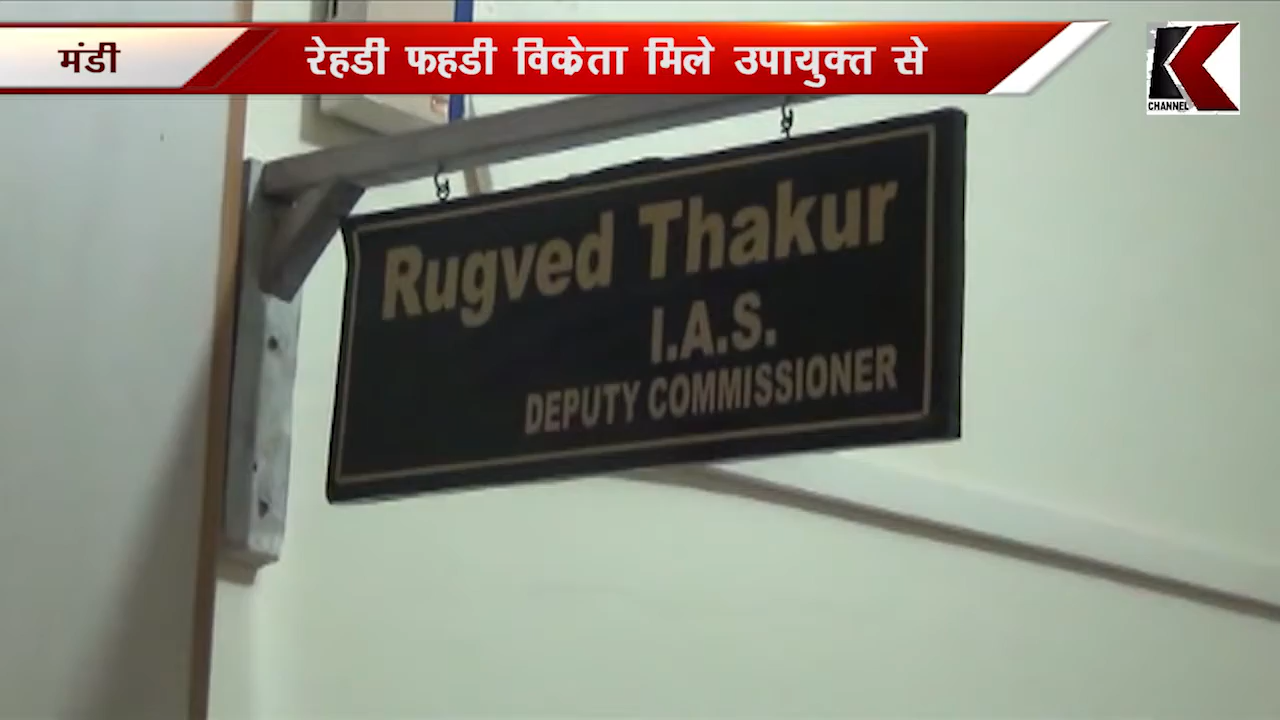 मंडी
रेहडी फहडी विक्रेता मिले उपायुक्त से
K
CHANNEL
Rugved Thakur
I.A.S.
DEPUTY COMMISSIONER